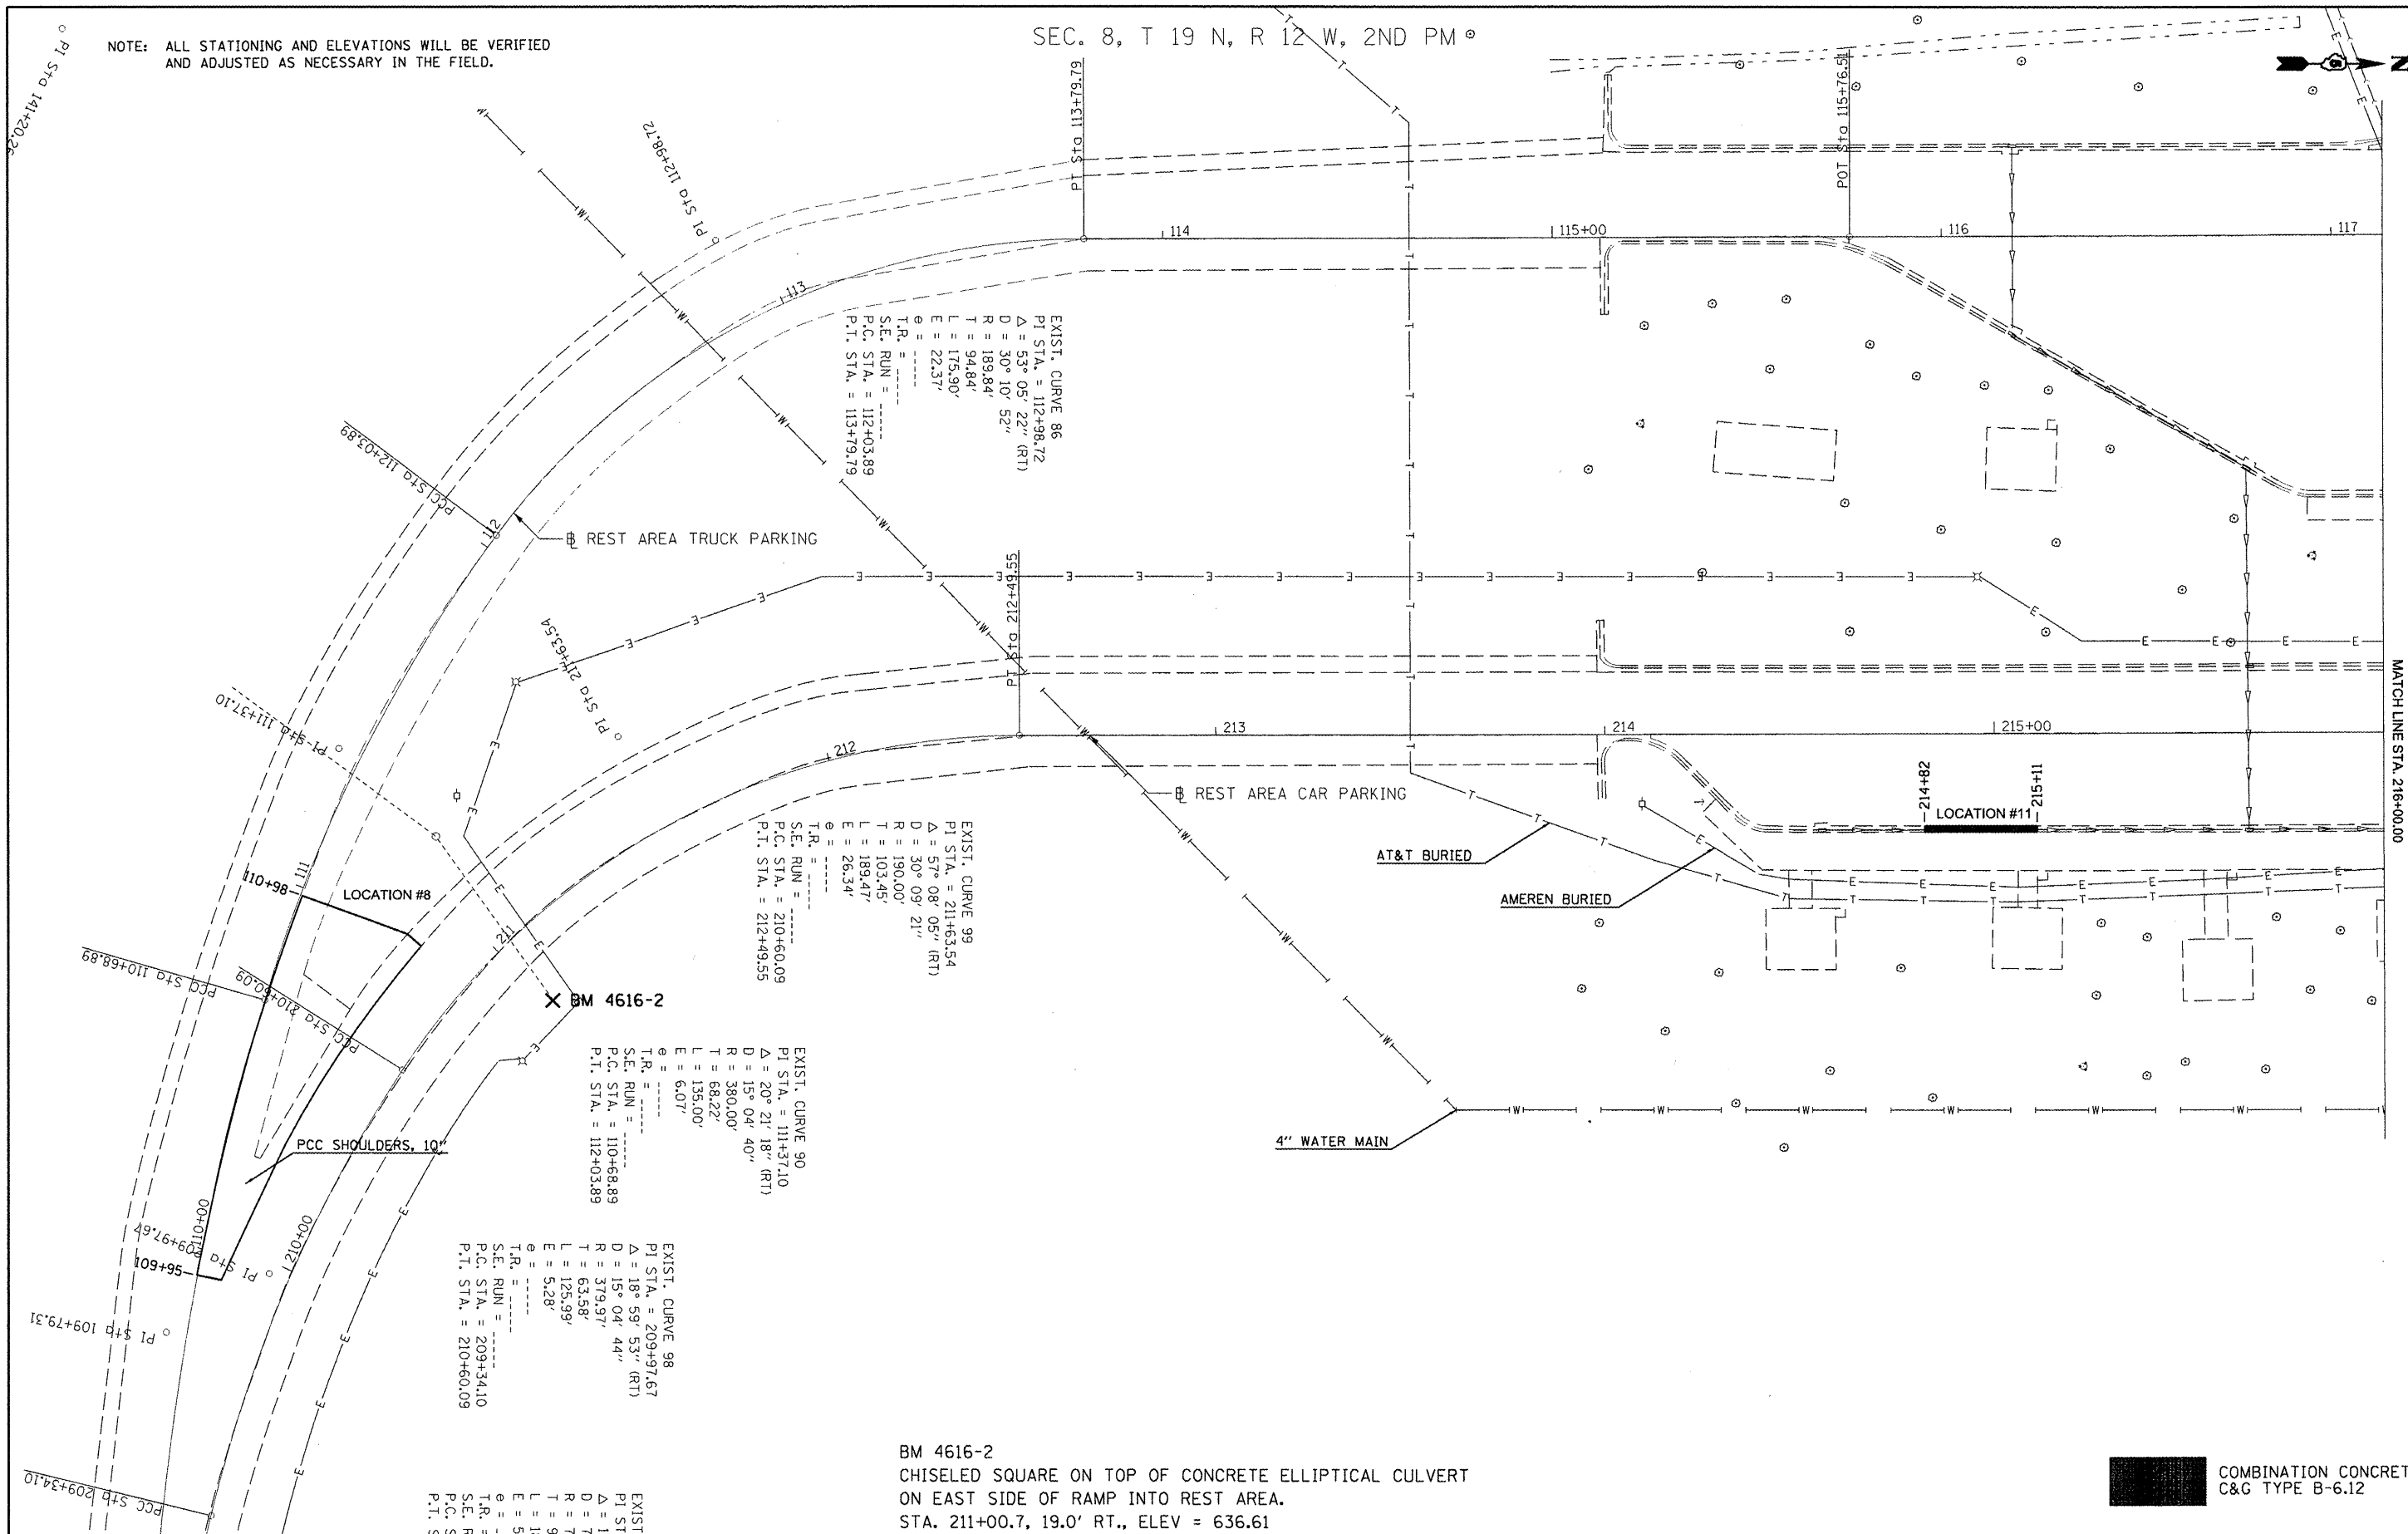 SEC. 8, T 19 N, R 12 W, 2ND PM
NOTE: ALL STATIONING AND ELEVATIONS WILL BE VERIFIED
AND ADJUSTED AS NECESSARY IN THE FIELD.
N
PI Sta 141+20.26
PI Sta 112+98.72
PT Sta 113+79.79
POT Sta 115+76.51
113
114
115+00
116
117
EXIST. CURVE 86
PI STA. = 112+98.72
Δ = 53° 05' 22" (RT)
D = 30° 10' 52"
R = 189.84'
T = 94.84'
L = 175.90'
E = 22.37'
e = -----
T.R. = -----
S.E. RUN = -----
P.C. STA. = 112+03.89
P.T. STA. = 113+79.79
PCC Sta 112+03.89
112
℄ REST AREA TRUCK PARKING
PT Sta 212+49.55
PI Sta 211+63.54
PI Sta 111+37.10
212
213
214
215+00
MATCH LINE STA. 216+00.00
℄ REST AREA CAR PARKING
214+82
215+11
LOCATION #11
AT&T BURIED
AMEREN BURIED
EXIST. CURVE 99
PI STA. = 211+63.54
Δ = 57° 08' 05" (RT)
D = 30° 09' 21"
R = 190.00'
T = 103.45'
L = 189.47'
E = 26.34'
e = -----
T.R. = -----
S.E. RUN = -----
P.C. STA. = 210+60.09
P.T. STA. = 212+49.55
111
110+98
LOCATION #8
211
PCC Sta 110+68.89
PCC Sta 210+60.09
BM 4616-2
EXIST. CURVE 90
PI STA. = 111+37.10
Δ = 20° 21' 18" (RT)
D = 15° 04' 40"
R = 380.00'
T = 68.22'
L = 135.00'
E = 6.07'
e = -----
T.R. = -----
S.E. RUN = -----
P.C. STA. = 110+68.89
P.T. STA. = 112+03.89
4" WATER MAIN
PCC SHOULDERS, 10"
110+00
210+00
PI Sta 209+97.67
109+95
PI Sta 109+79.31
EXIST. CURVE 98
PI STA. = 209+97.67
Δ = 18° 59' 53" (RT)
D = 15° 04' 44"
R = 379.97'
T = 63.58'
L = 125.99'
E = 5.28'
e = -----
T.R. = -----
S.E. RUN = -----
P.C. STA. = 209+34.10
P.T. STA. = 210+60.09
PCC Sta 209+34.10
EXIST
PI ST
Δ = 1
D = 7
R = 7
T = 9
L = 1
E = 5
e = -
T.R. =
S.E. R
P.C. S
P.T. S
BM 4616-2
CHISELED SQUARE ON TOP OF CONCRETE ELLIPTICAL CULVERT
ON EAST SIDE OF RAMP INTO REST AREA.
STA. 211+00.7, 19.0' RT., ELEV = 636.61
COMBINATION CONCRET
C&G TYPE B-6.12